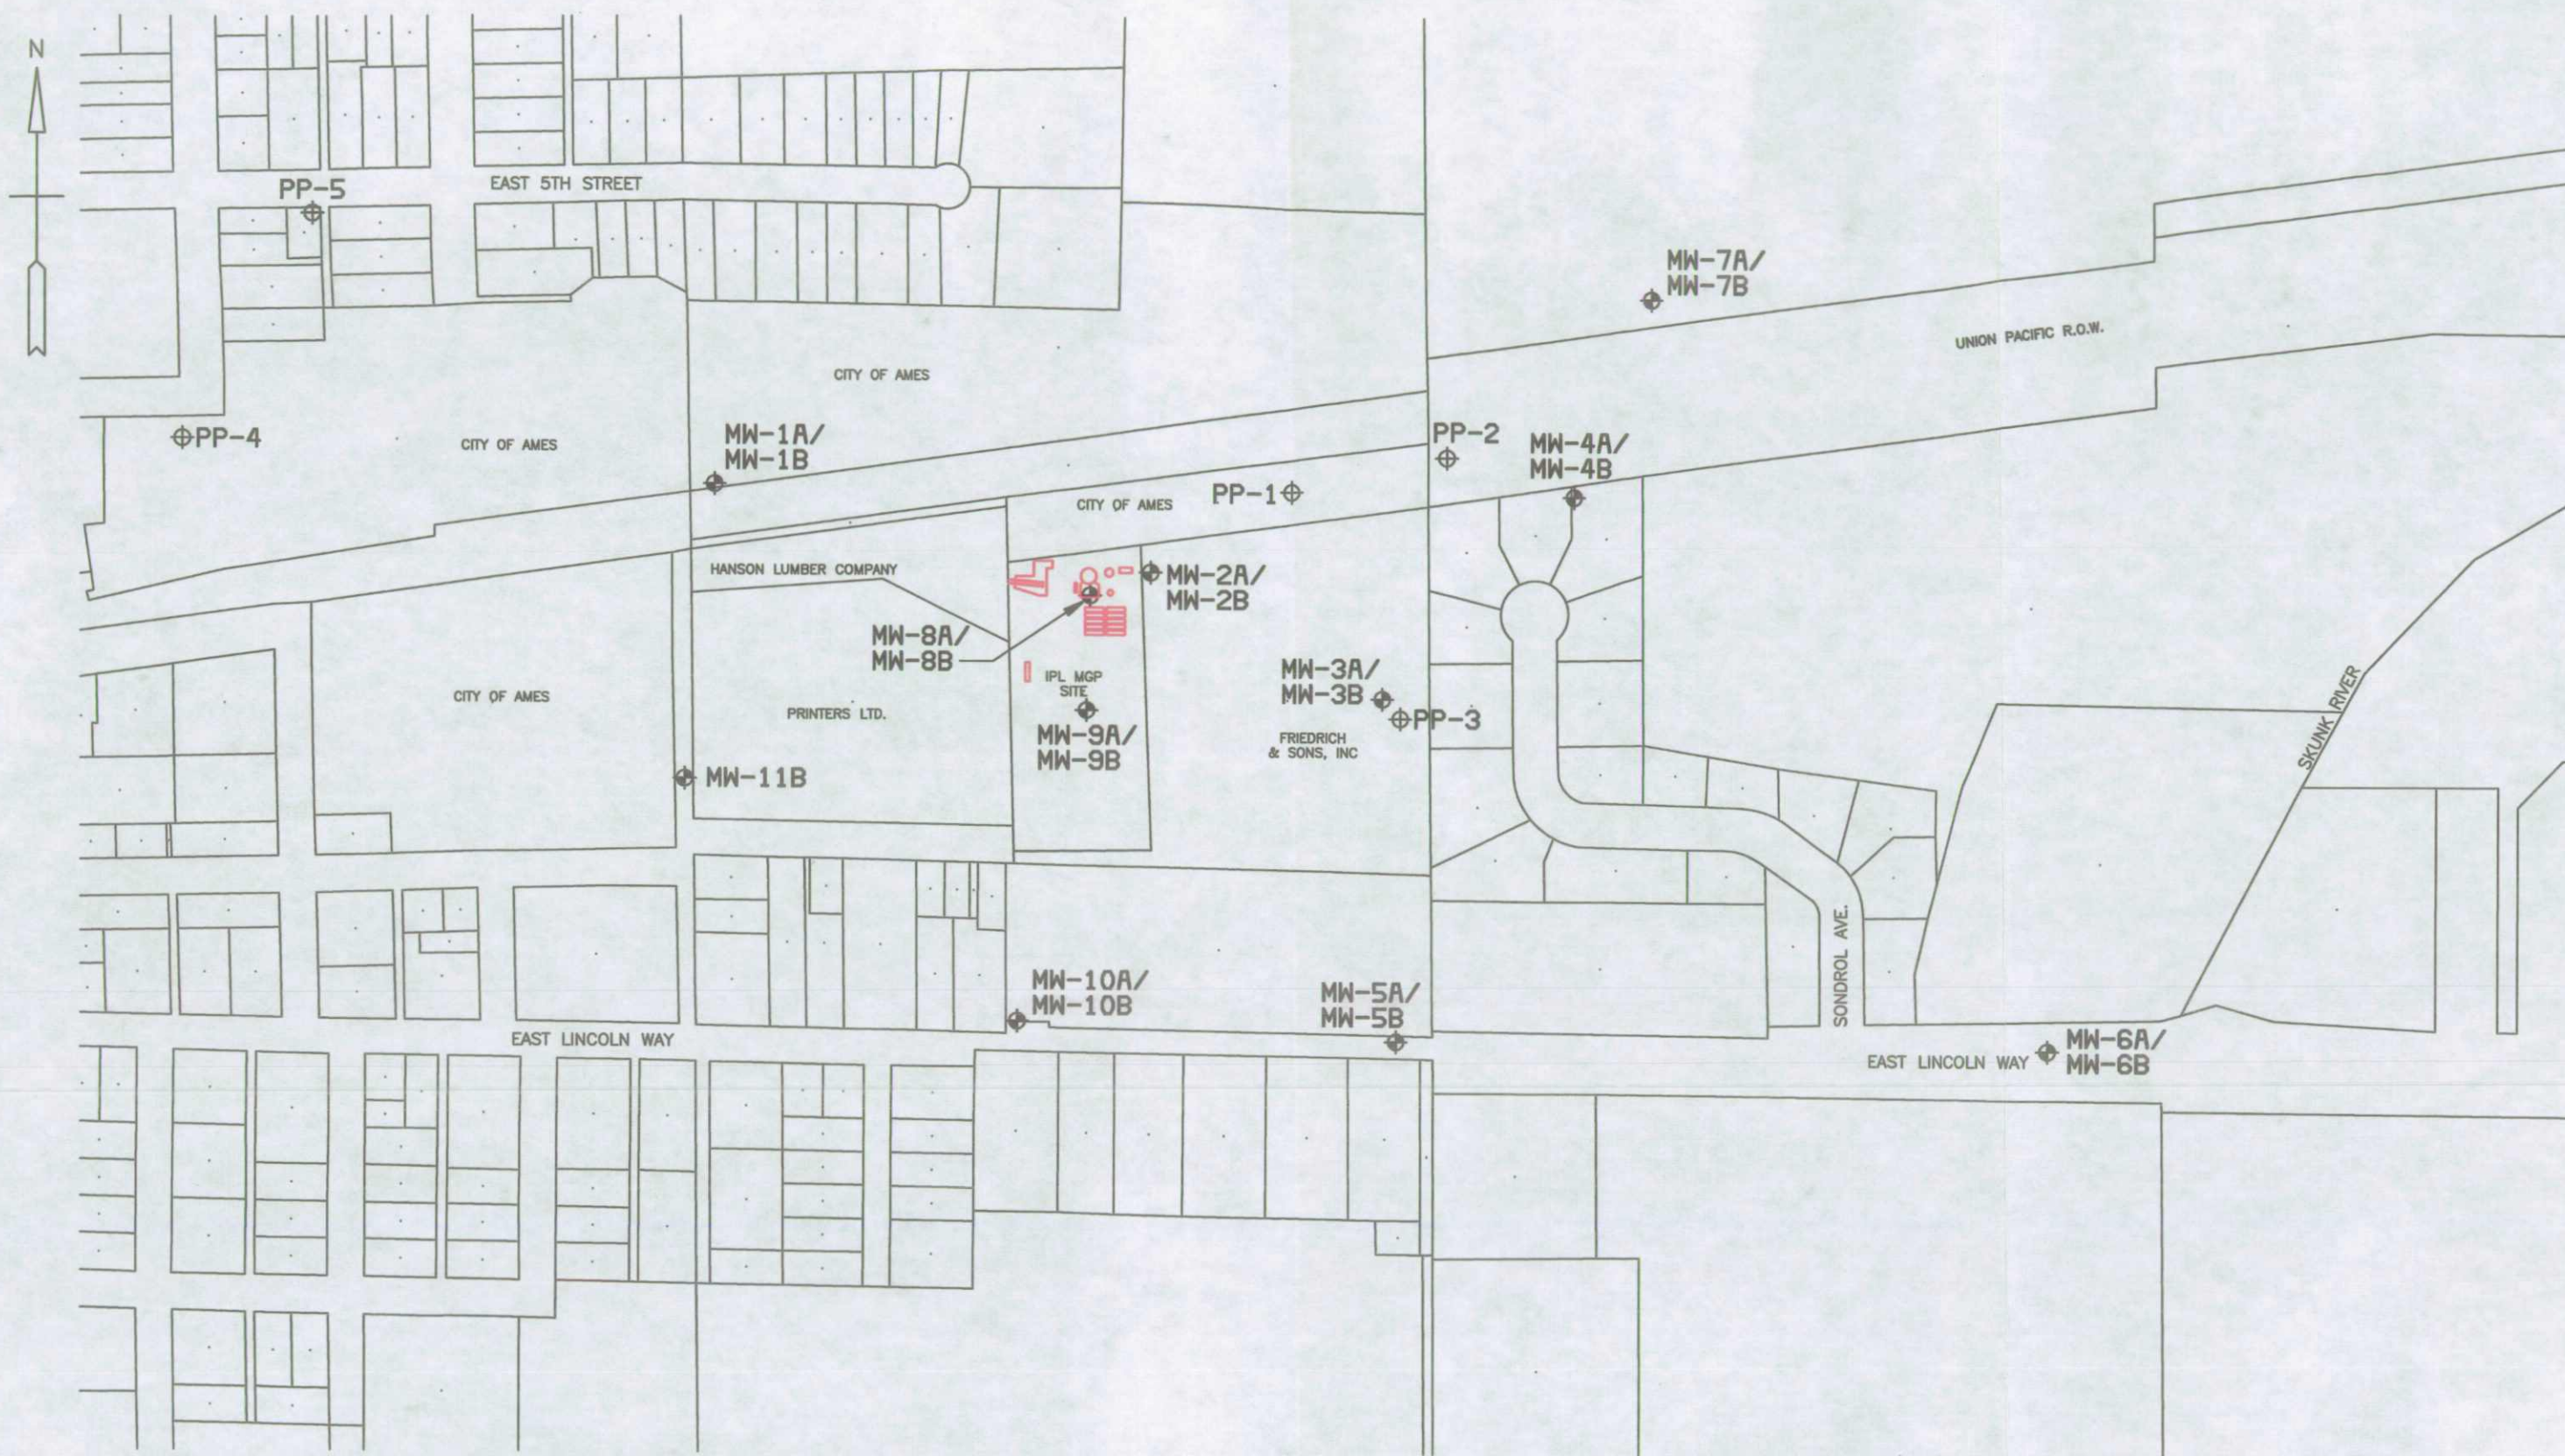 N
PP-5
EAST 5TH STREET
MW-7A/
MW-7B
UNION PACIFIC R.O.W.
CITY OF AMES
PP-4
CITY OF AMES
MW-1A/
MW-1B
PP-2
MW-4A/
MW-4B
PP-1
CITY OF AMES
HANSON LUMBER COMPANY
MW-2A/
MW-2B
MW-8A/
MW-8B
IPL MGP
SITE
MW-3A/
MW-3B
PP-3
CITY OF AMES
PRINTERS LTD.
MW-9A/
MW-9B
FRIEDRICH
& SONS, INC
SKUNK RIVER
MW-11B
SONDROL AVE.
MW-10A/
MW-10B
MW-5A/
MW-5B
EAST LINCOLN WAY
EAST LINCOLN WAY
MW-6A/
MW-6B